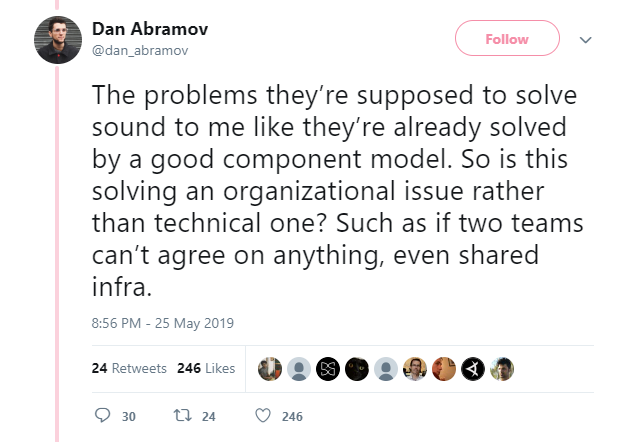 Dan Abramov
@dan_abramov
Follow
The problems they’re supposed to solve
sound to me like they’re already solved
by a good component model. So is this
solving an organizational issue rather
than technical one? Such as if two teams
can’t agree on anything, even shared
infra.
8:56 PM - 25 May 2019
24 Retweets 246 Likes
30 24 246